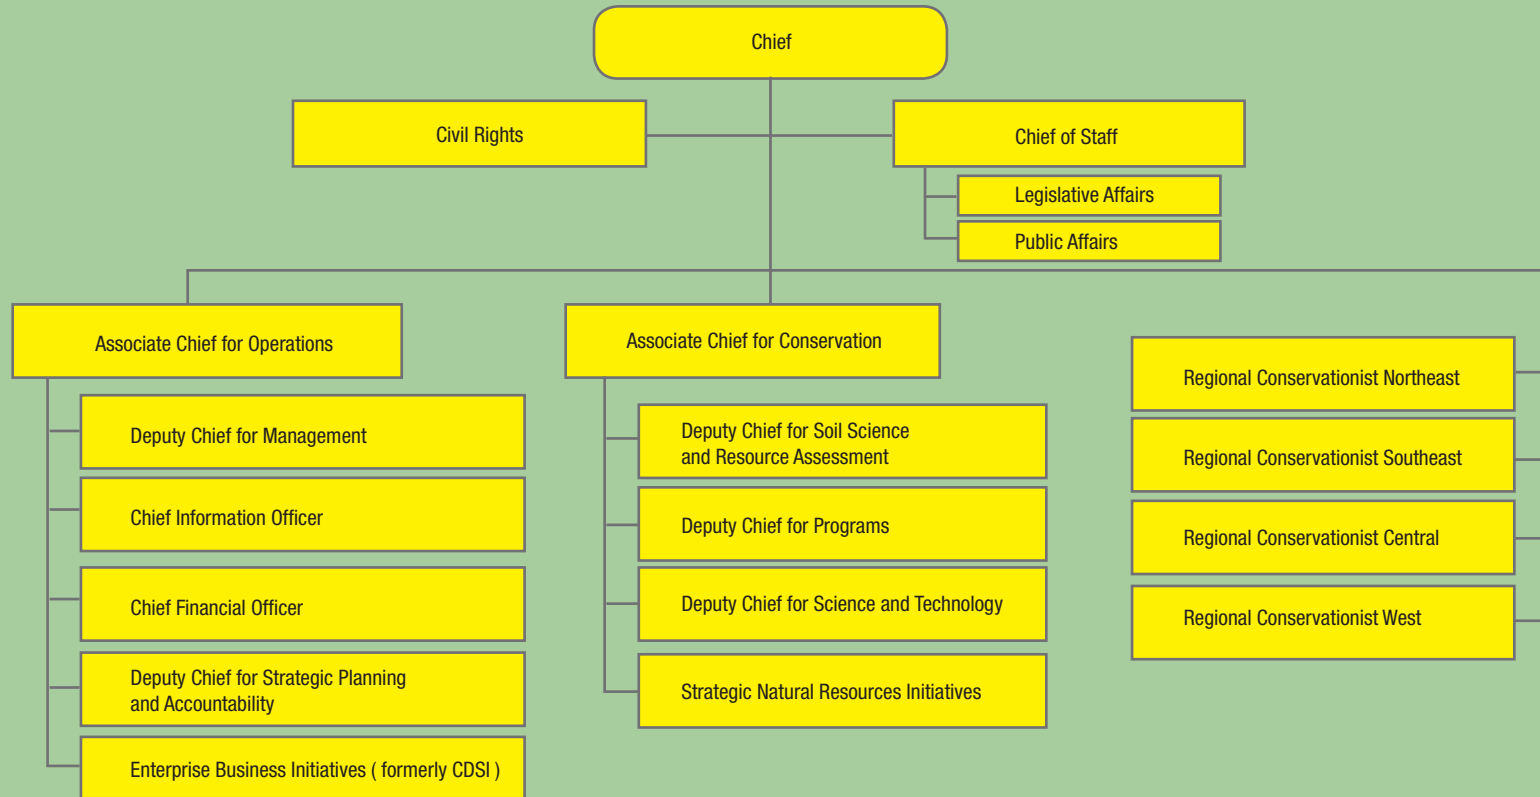 Chief
Civil Rights
Chief of Staff
Legislative Affairs
Public Affairs
Associate Chief for Operations
Deputy Chief for Management
Chief Information Officer
Chief Financial Officer
Deputy Chief for Strategic Planning
and Accountability
Enterprise Business Initiatives ( formerly CDSI )
Associate Chief for Conservation
Deputy Chief for Soil Science
and Resource Assessment
Deputy Chief for Programs
Deputy Chief for Science and Technology
Strategic Natural Resources Initiatives
Regional Conservationist Northeast
Regional Conservationist Southeast
Regional Conservationist Central
Regional Conservationist West